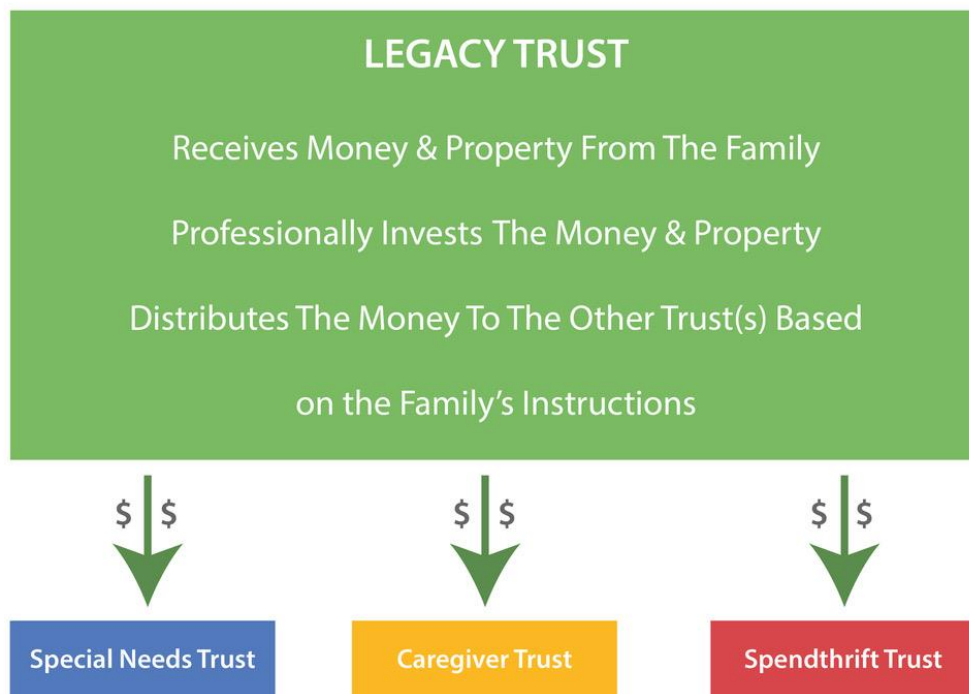 LEGACY TRUST
Receives Money & Property From The Family
Professionally Invests The Money & Property
Distributes The Money To The Other Trust(s) Based
on the Family’s Instructions
$ $ $ $ $ $
Special Needs Trust Caregiver Trust Spendthrift Trust